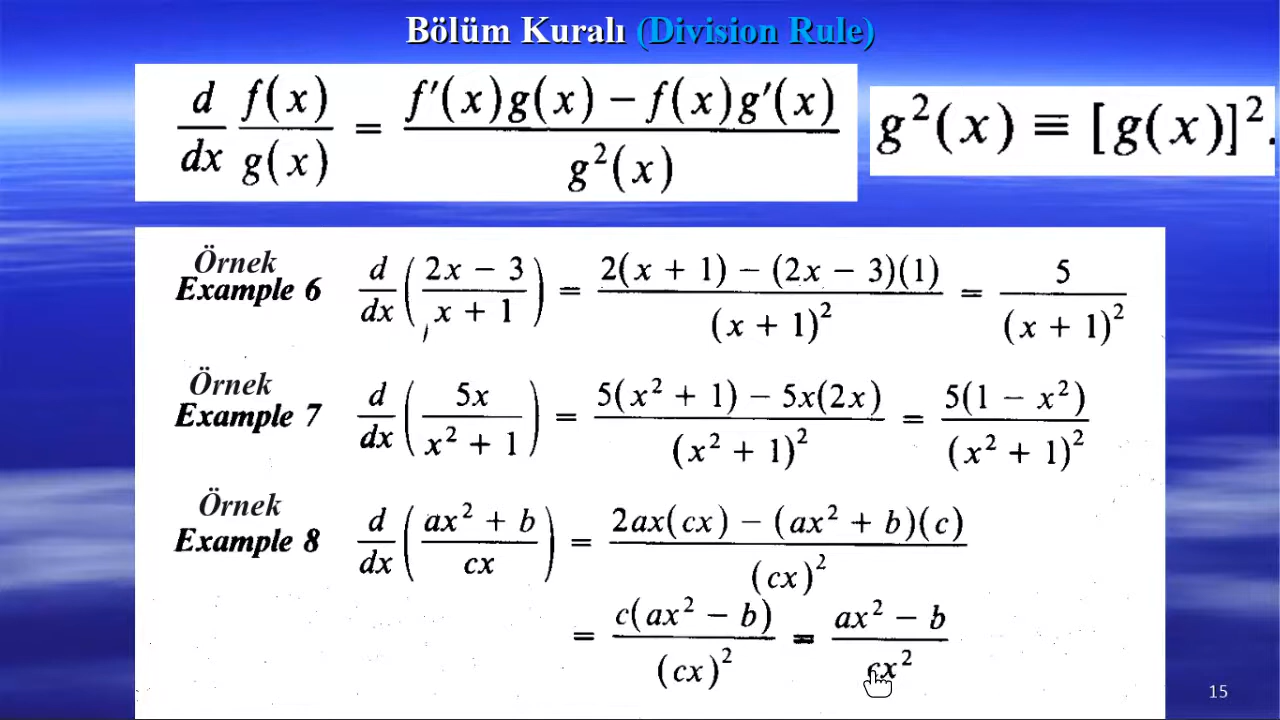 Bölüm Kuralı (Division Rule)
d/dx f(x)/g(x) = (f′(x)g(x) − f(x)g′(x))/g²(x)
g²(x) ≡ [g(x)]².
Örnek
Example 6 d/dx ((2x − 3)/(x + 1)) = (2(x + 1) − (2x − 3)(1))/(x + 1)² = 5/(x + 1)²
Örnek
Example 7 d/dx (5x/(x² + 1)) = (5(x² + 1) − 5x(2x))/(x² + 1)² = 5(1 − x²)/(x² + 1)²
Örnek
Example 8 d/dx ((ax² + b)/cx) = (2ax(cx) − (ax² + b)(c))/(cx)²
= c(ax² − b)/(cx)² = (ax² − b)/cx²
15